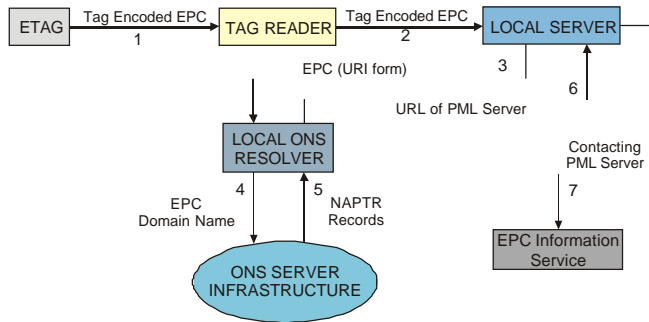 ETAG
Tag Encoded EPC
1
TAG READER
Tag Encoded EPC
2
LOCAL SERVER
EPC (URI form)
3
6
URL of PML Server
LOCAL ONS
RESOLVER
Contacting
PML Server
4
5
7
EPC
Domain Name
NAPTR
Records
EPC Information
Service
ONS SERVER
INFRASTRUCTURE